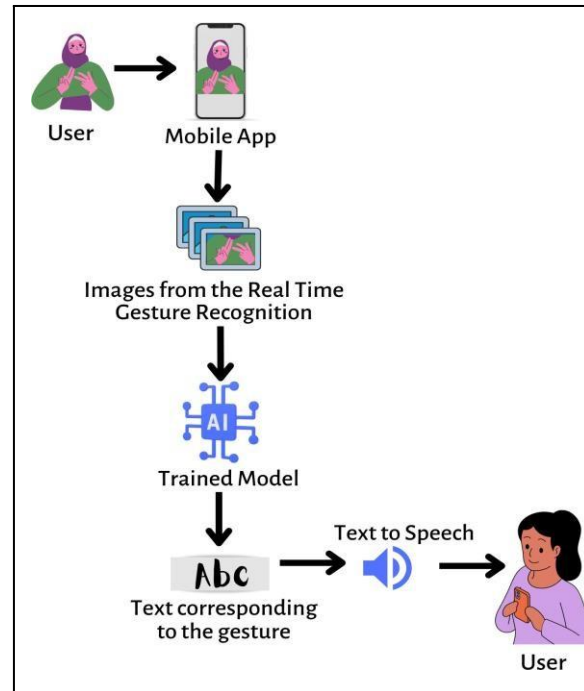 User
Mobile App
Images from the Real Time
Gesture Recognition
AI
Trained Model
Abc
Text corresponding
to the gesture
Text to Speech
User